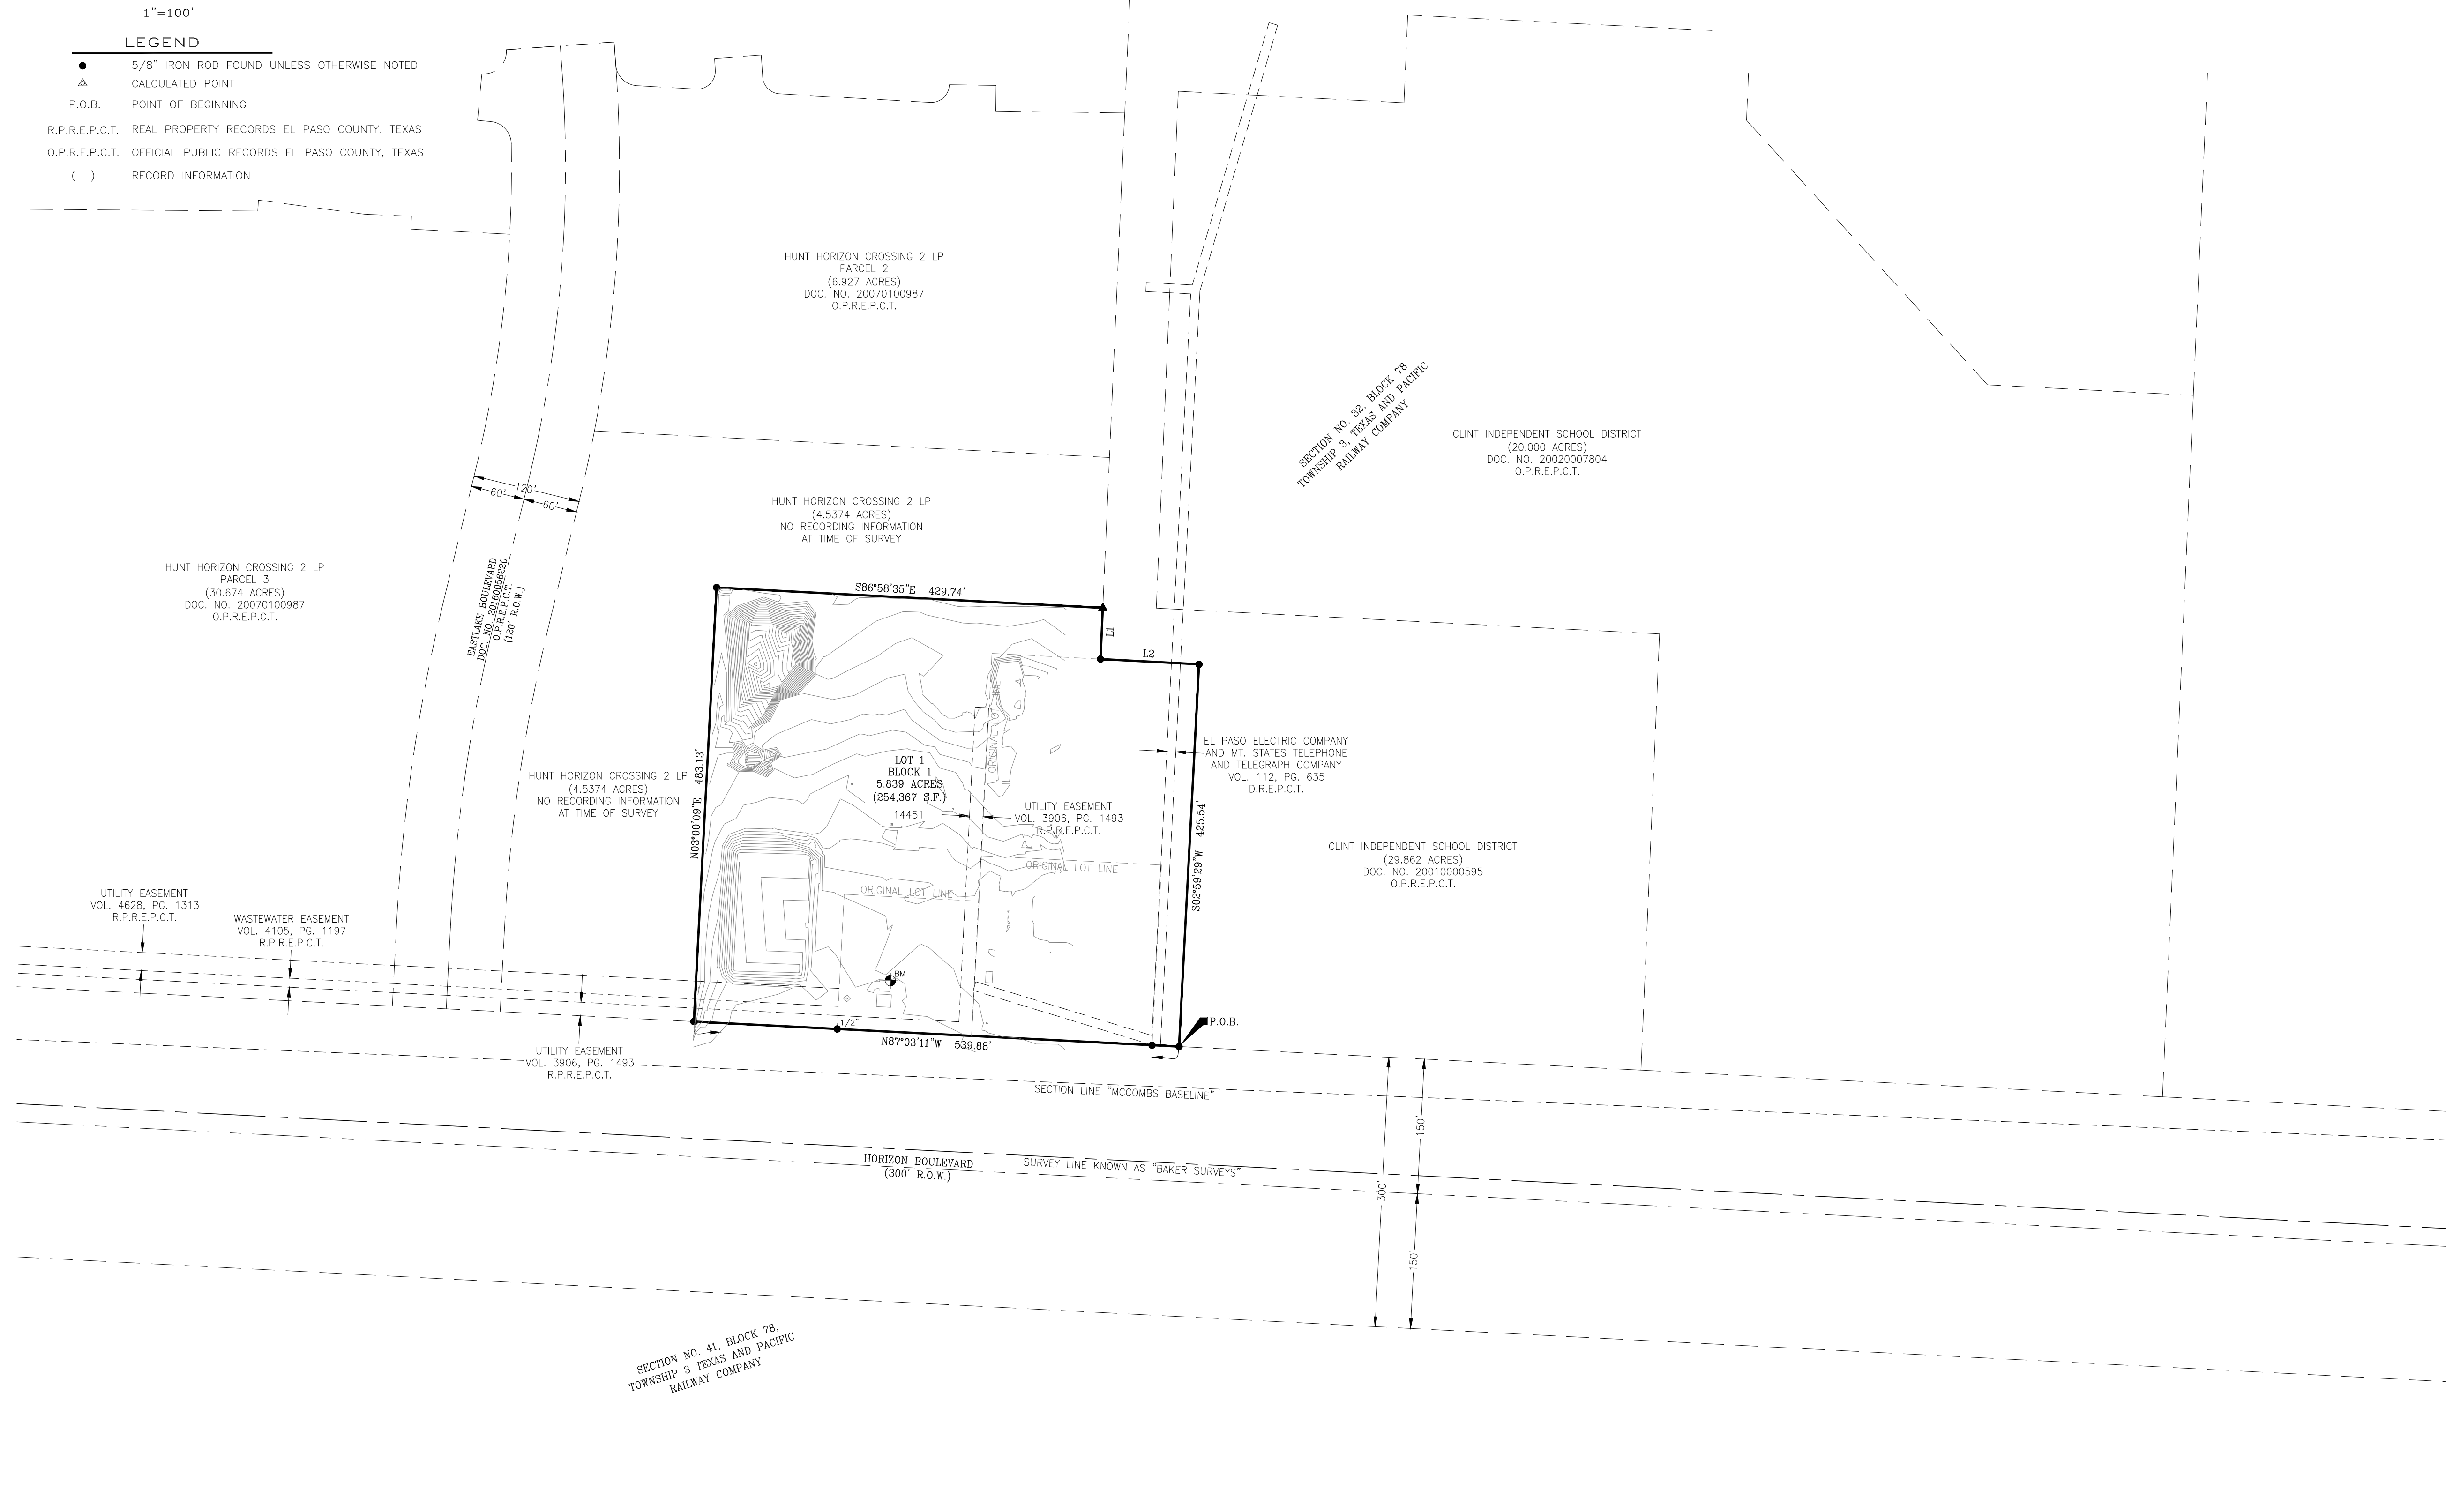 1"=100'
LEGEND
5/8" IRON ROD FOUND UNLESS OTHERWISE NOTED
CALCULATED POINT
P.O.B. POINT OF BEGINNING
R.P.R.E.P.C.T. REAL PROPERTY RECORDS EL PASO COUNTY, TEXAS
O.P.R.E.P.C.T. OFFICIAL PUBLIC RECORDS EL PASO COUNTY, TEXAS
( ) RECORD INFORMATION
HUNT HORIZON CROSSING 2 LP
PARCEL 2
(6.927 ACRES)
DOC. NO. 20070100987
O.P.R.E.P.C.T.
SECTION NO. 32, BLOCK 78
TOWNSHIP 3, TEXAS AND PACIFIC
RAILWAY COMPANY
CLINT INDEPENDENT SCHOOL DISTRICT
(20.000 ACRES)
DOC. NO. 20020007804
O.P.R.E.P.C.T.
120'
60'
60'
HUNT HORIZON CROSSING 2 LP
(4.5374 ACRES)
NO RECORDING INFORMATION
AT TIME OF SURVEY
HUNT HORIZON CROSSING 2 LP
PARCEL 3
(30.674 ACRES)
DOC. NO. 20070100987
O.P.R.E.P.C.T.
EASTLAKE BOULEVARD
DOC. NO. 20160056220
O.P.R.E.P.C.T.
(120' R.O.W.)
S86°58'35"E 429.74'
L1
L2
N03°00'09"E 483.13'
ORIGINAL LOT LINE
LOT 1
BLOCK 1
5.839 ACRES
(254,367 S.F.)
14451
EL PASO ELECTRIC COMPANY
AND MT. STATES TELEPHONE
AND TELEGRAPH COMPANY
VOL. 112, PG. 635
D.R.E.P.C.T.
HUNT HORIZON CROSSING 2 LP
(4.5374 ACRES)
NO RECORDING INFORMATION
AT TIME OF SURVEY
UTILITY EASEMENT
VOL. 3906, PG. 1493
R.P.R.E.P.C.T.
S02°59'29"W 425.54'
ORIGINAL LOT LINE
ORIGINAL LOT LINE
CLINT INDEPENDENT SCHOOL DISTRICT
(29.862 ACRES)
DOC. NO. 20010000595
O.P.R.E.P.C.T.
UTILITY EASEMENT
VOL. 4628, PG. 1313
R.P.R.E.P.C.T.
WASTEWATER EASEMENT
VOL. 4105, PG. 1197
R.P.R.E.P.C.T.
BM
1/2"
P.O.B.
N87°03'11"W 539.88'
UTILITY EASEMENT
VOL. 3906, PG. 1493
R.P.R.E.P.C.T.
SECTION LINE "MCCOMBS BASELINE"
150'
HORIZON BOULEVARD
(300' R.O.W.)
SURVEY LINE KNOWN AS "BAKER SURVEYS"
300'
150'
SECTION NO. 41, BLOCK 78,
TOWNSHIP 3 TEXAS AND PACIFIC
RAILWAY COMPANY